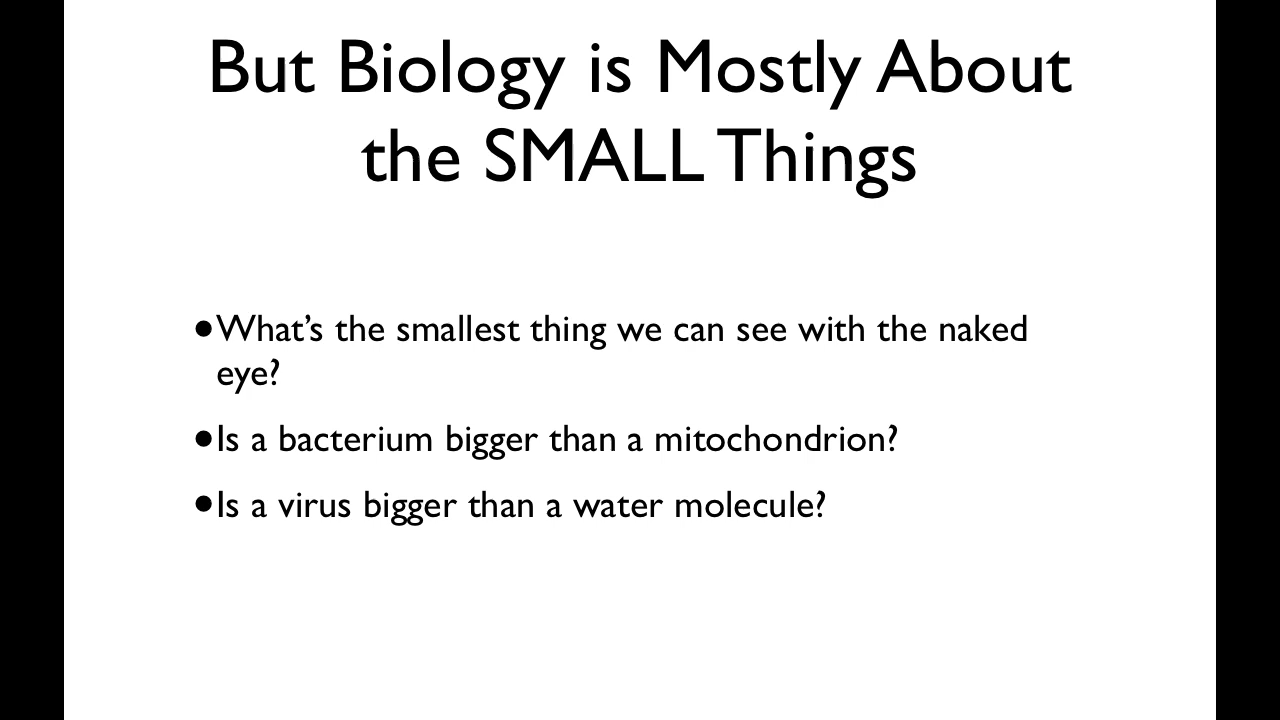 But Biology is Mostly About
the SMALL Things
•What’s the smallest thing we can see with the naked
eye?
•Is a bacterium bigger than a mitochondrion?
•Is a virus bigger than a water molecule?